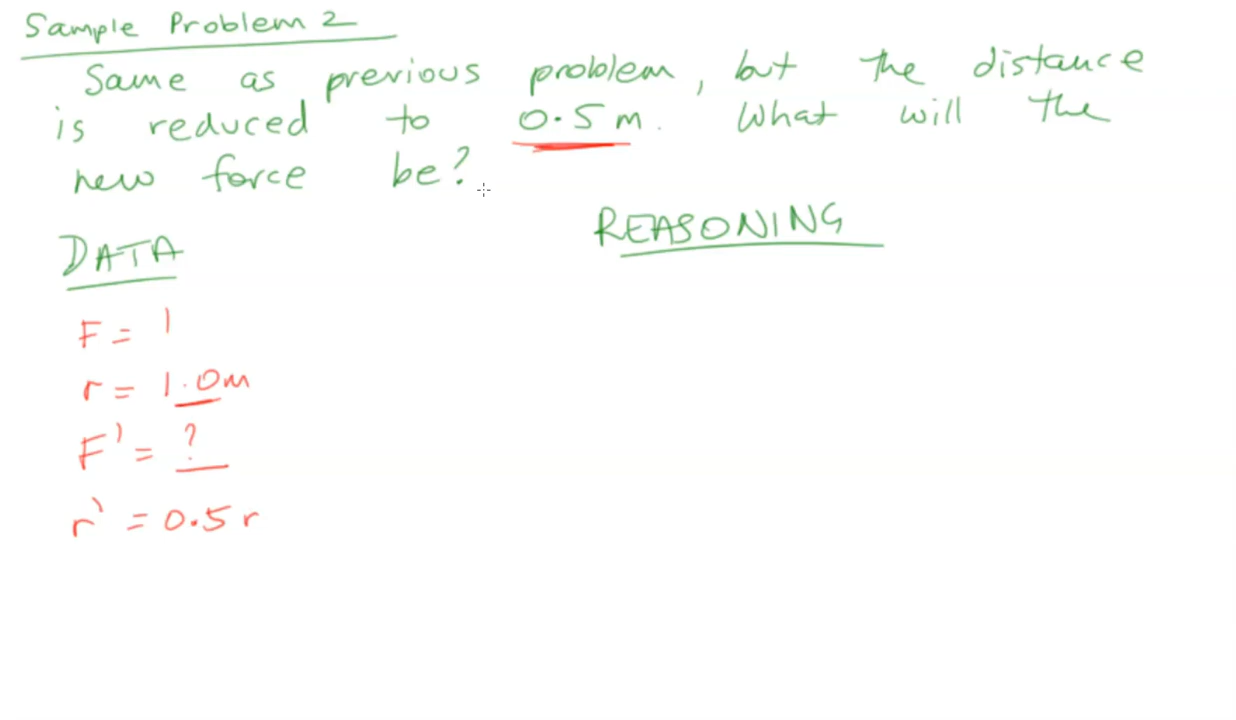 Sample Problem 2
Same as previous problem, but the distance
is reduced to 0.5 m. What will the
new force be?
REASONING
DATA
F = 1
r = 1.0m
F' = ?
r' = 0.5 r